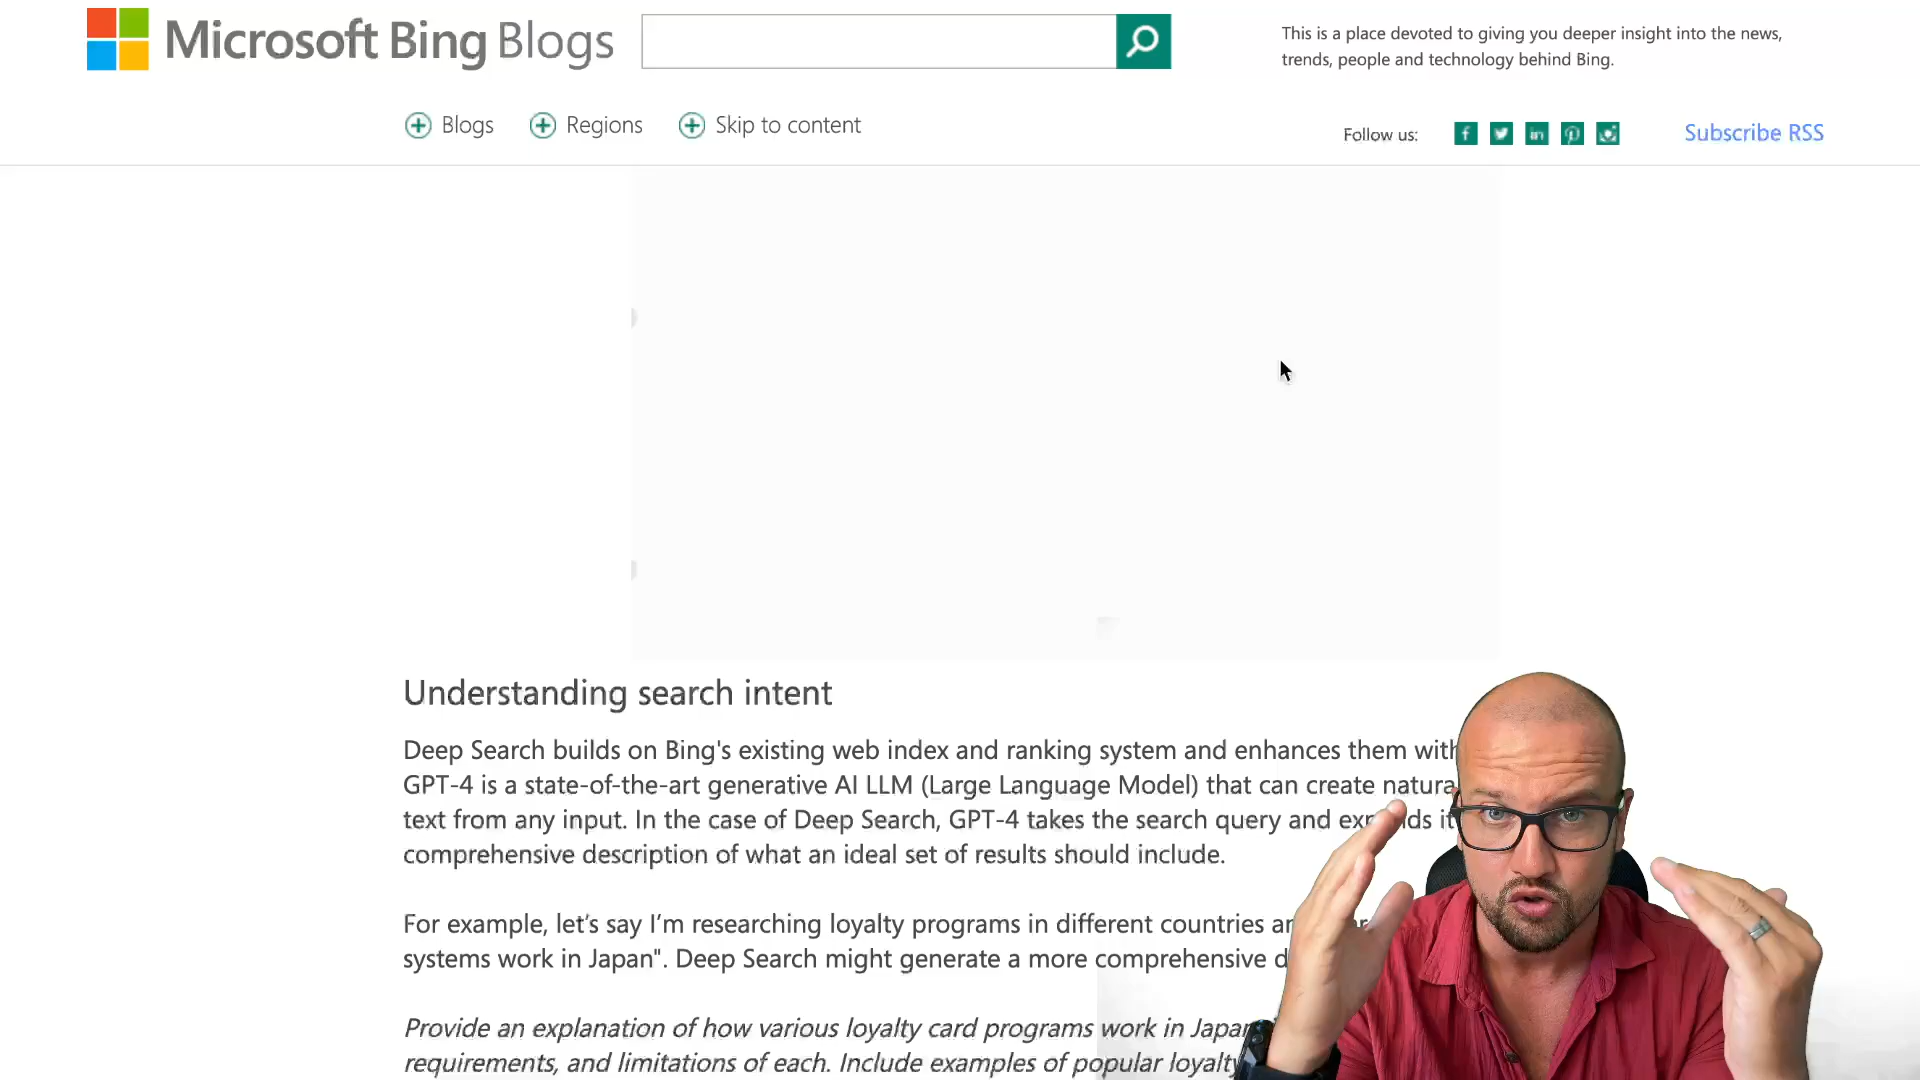 Microsoft Bing Blogs
This is a place devoted to giving you deeper insight into the news,
trends, people and technology behind Bing.
Blogs
Regions
Skip to content
Follow us:
Subscribe RSS
Understanding search intent
Deep Search builds on Bing's existing web index and ranking system and enhances them with
GPT-4 is a state-of-the-art generative AI LLM (Large Language Model) that can create natura
text from any input. In the case of Deep Search, GPT-4 takes the search query and expands it
comprehensive description of what an ideal set of results should include.
For example, let’s say I’m researching loyalty programs in different countries an
systems work in Japan". Deep Search might generate a more comprehensive d
Provide an explanation of how various loyalty card programs work in Japan
requirements, and limitations of each. Include examples of popular loyalty